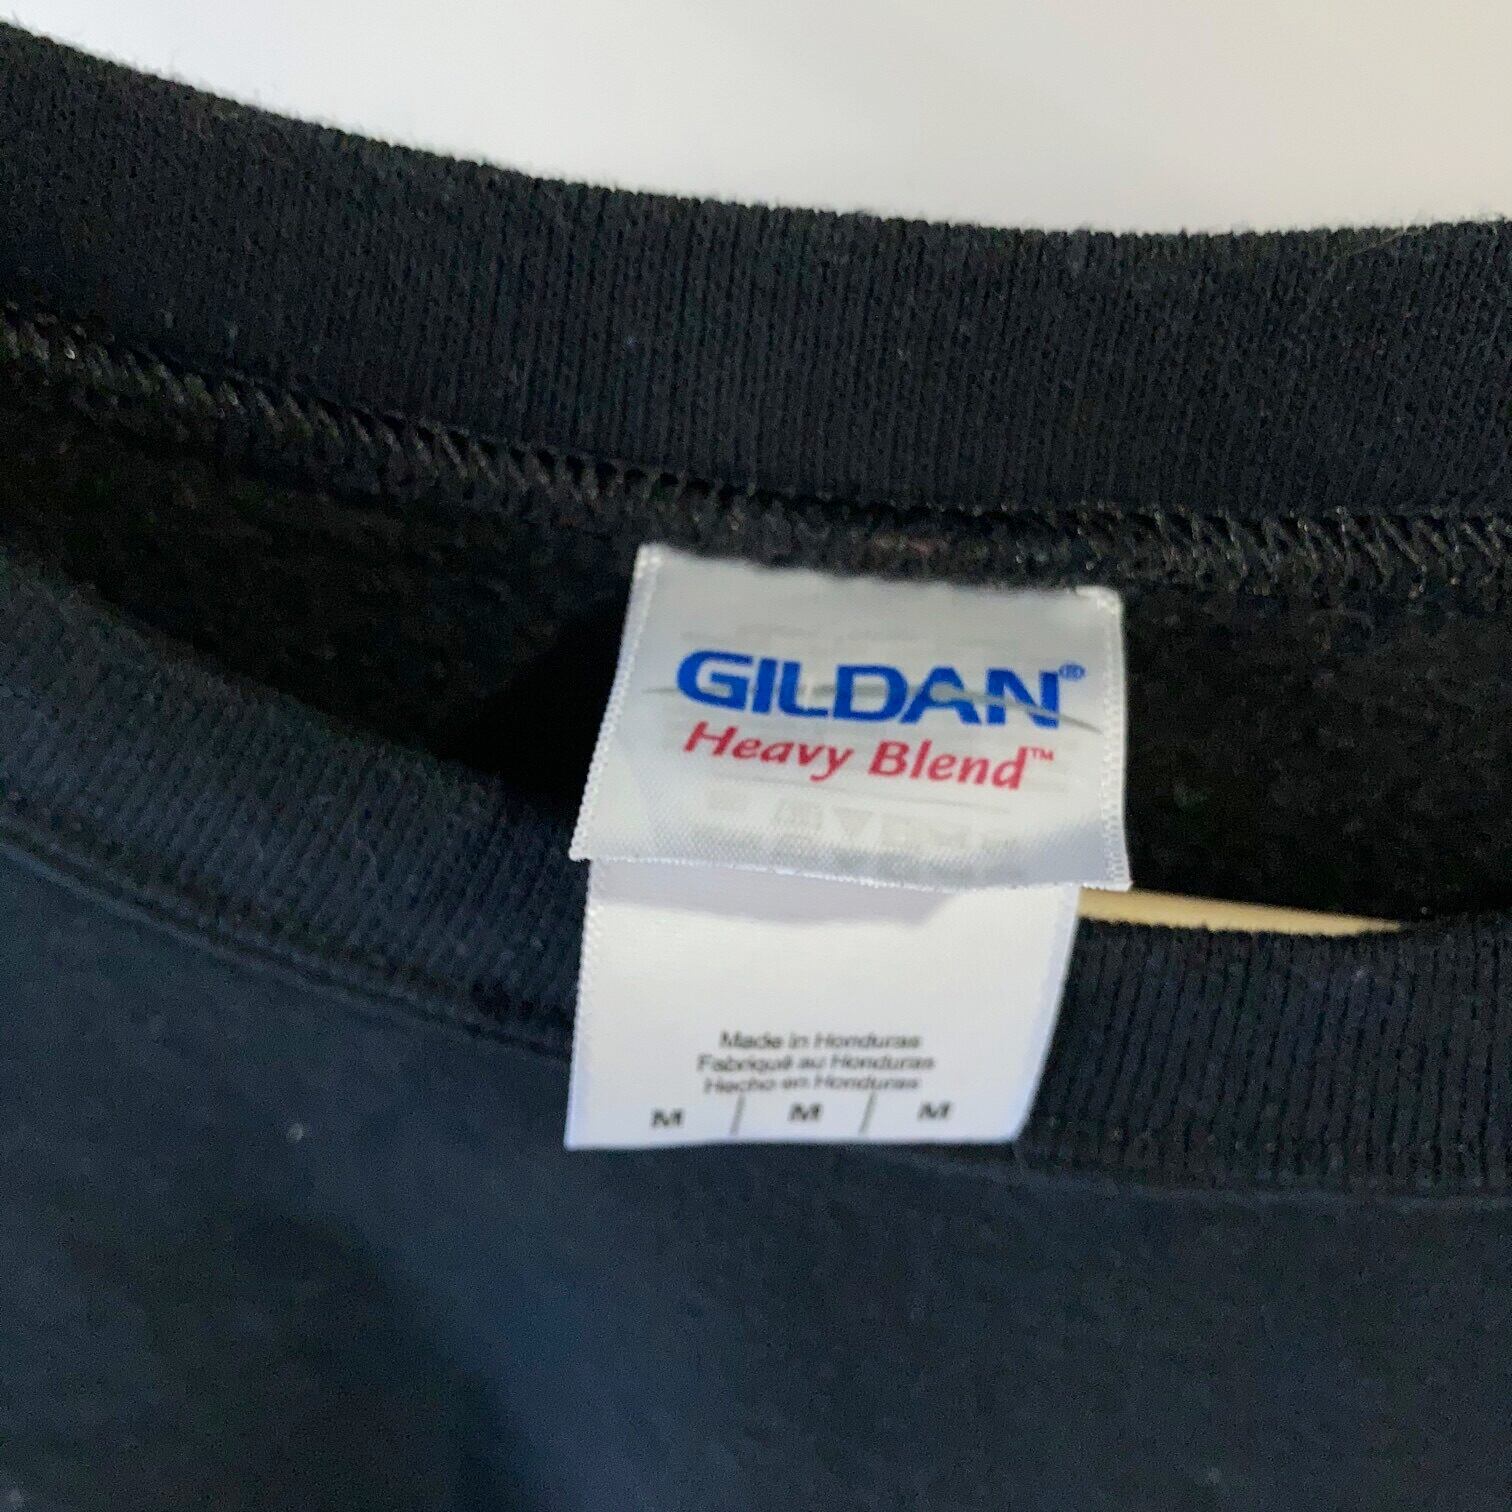 GILDAN®
Heavy Blend™
Made in Honduras
Fabriqué au Honduras
Hecho en Honduras
M / M / M